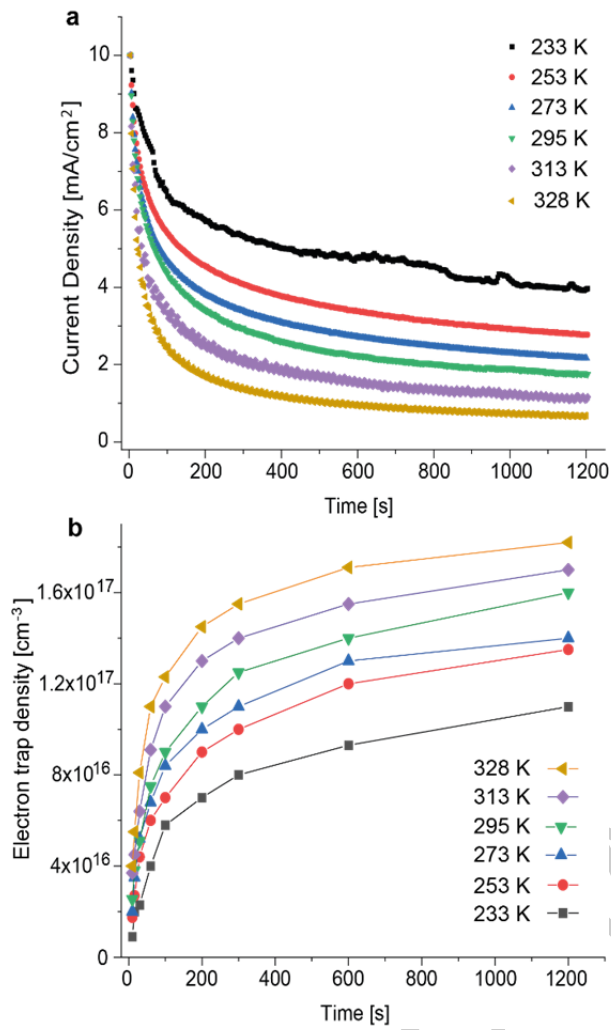 a
10
8
6
4
2
0
Current Density [mA/cm²]
233 K
253 K
273 K
295 K
313 K
328 K
0 200 400 600 800 1000 1200
Time [s]
b
1.6x10¹⁷
1.2x10¹⁷
8x10¹⁶
4x10¹⁶
0
Electron trap density [cm⁻³]
328 K
313 K
295 K
273 K
253 K
233 K
0 200 400 600 800 1000 1200
Time [s]